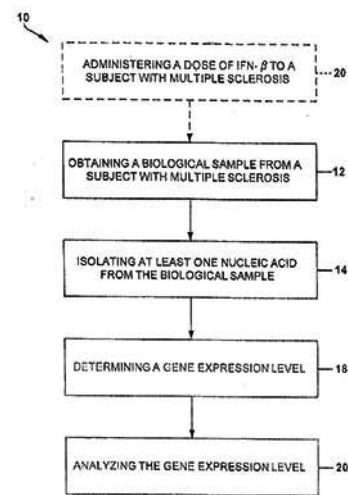 10
ADMINISTERING A DOSE OF IFN-β TO A
SUBJECT WITH MULTIPLE SCLEROSIS
20
OBTAINING A BIOLOGICAL SAMPLE FROM A
SUBJECT WITH MULTIPLE SCLEROSIS
12
ISOLATING AT LEAST ONE NUCLEIC ACID
FROM THE BIOLOGICAL SAMPLE
14
DETERMINING A GENE EXPRESSION LEVEL
18
ANALYZING THE GENE EXPRESSION LEVEL
20